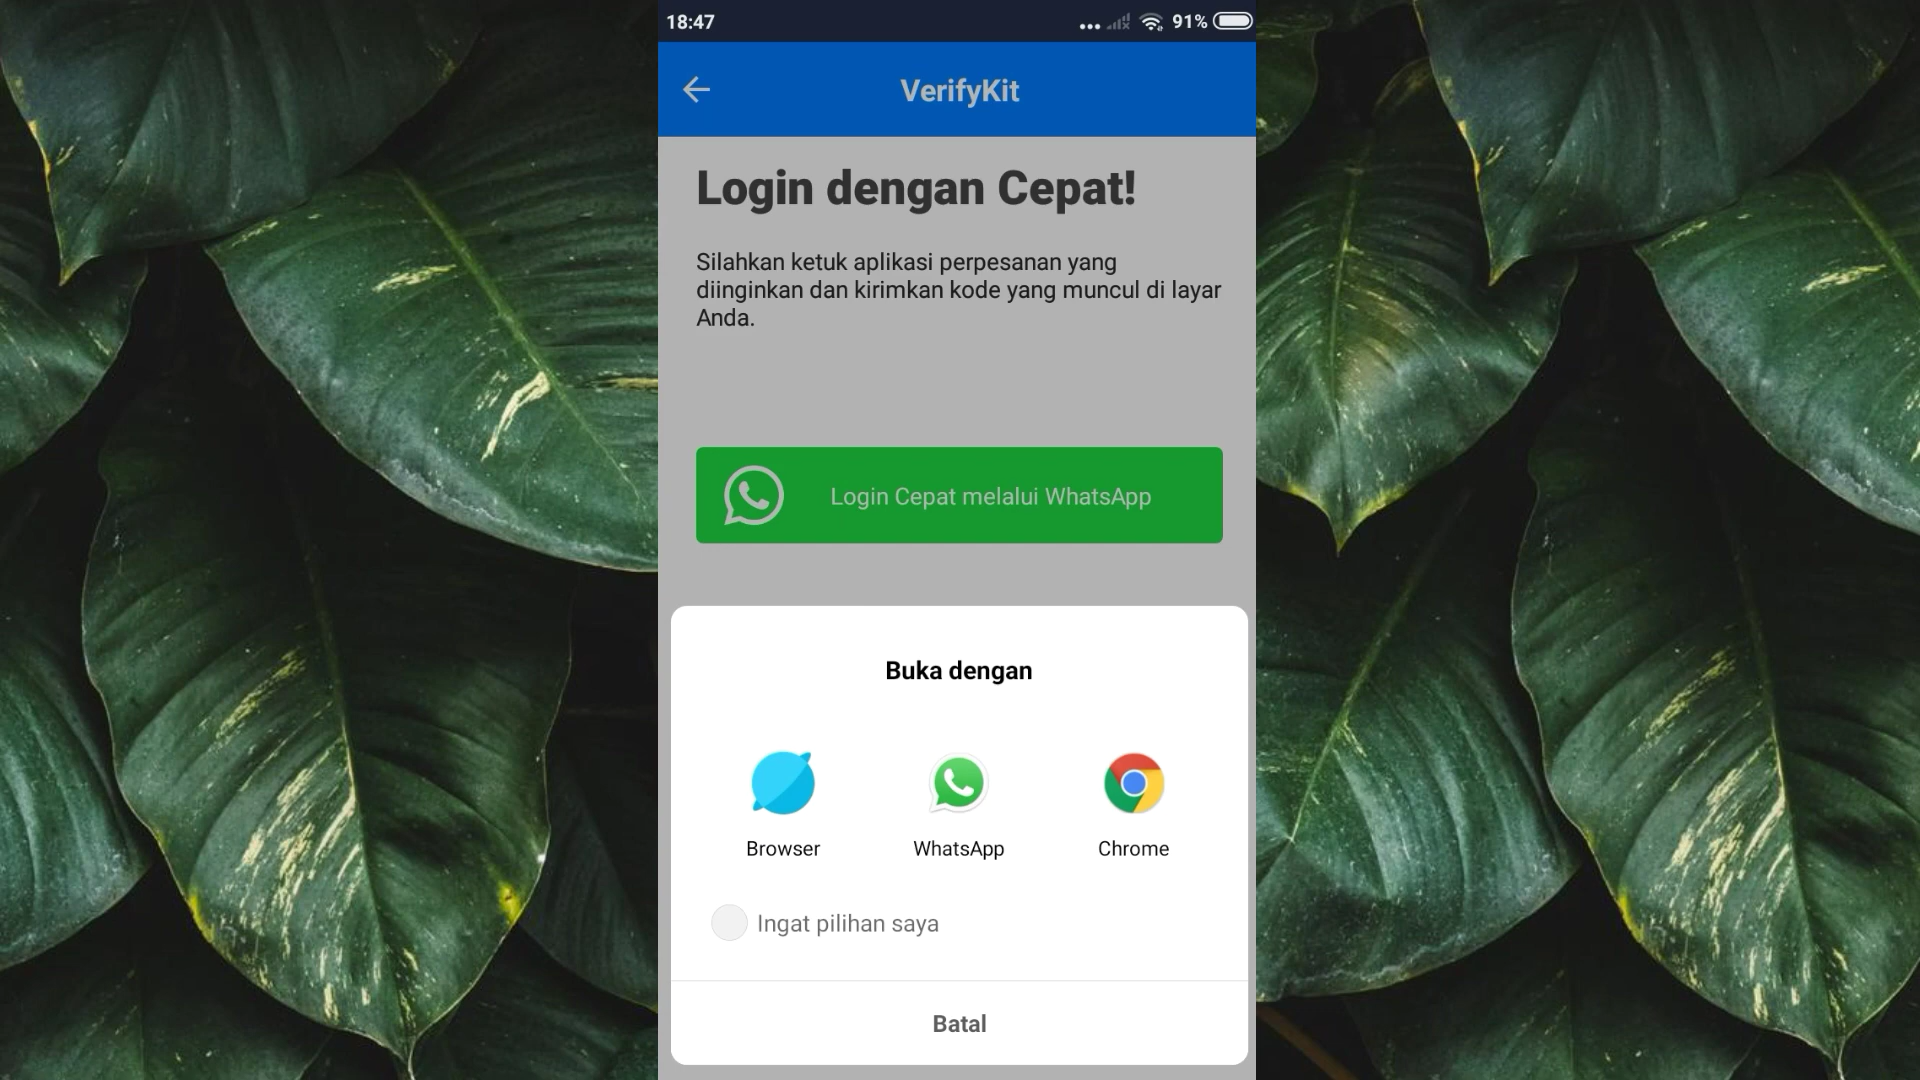 18:47
91%
VerifyKit
Login dengan Cepat!
Silahkan ketuk aplikasi perpesanan yang
diinginkan dan kirimkan kode yang muncul di layar
Anda.
Login Cepat melalui WhatsApp
Buka dengan
Browser WhatsApp Chrome
Ingat pilihan saya
Batal